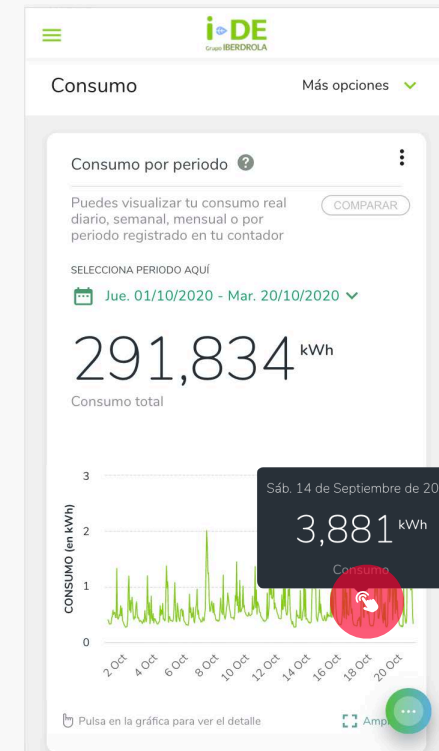 i-DE
Grupo IBERDROLA
Consumo
Más opciones
Consumo por periodo ?
Puedes visualizar tu consumo real
diario, semanal, mensual o por
periodo registrado en tu contador
COMPARAR
SELECCIONA PERIODO AQUÍ
Jue. 01/10/2020 - Mar. 20/10/2020
291,834 kWh
Consumo total
CONSUMO (en kWh)
3
2
1
0
Sáb. 14 de Septiembre de 20
3,881 kWh
Consumo
2 Oct
4 Oct
6 Oct
8 Oct
10 Oct
12 Oct
14 Oct
16 Oct
18 Oct
20 Oct
Pulsa en la gráfica para ver el detalle